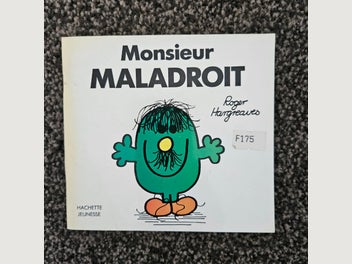 Monsieur
MALADROIT
Roger
Hargreaves
F175
HACHETTE
JEUNESSE